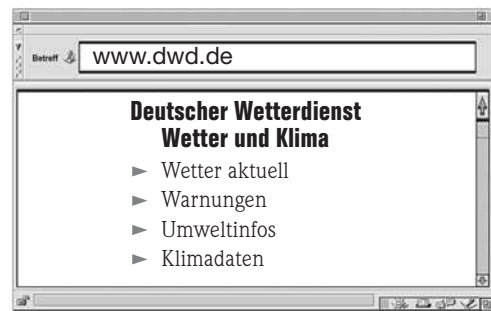 Betreff
www.dwd.de
Deutscher Wetterdienst
Wetter und Klima
► Wetter aktuell
► Warnungen
► Umweltinfos
► Klimadaten